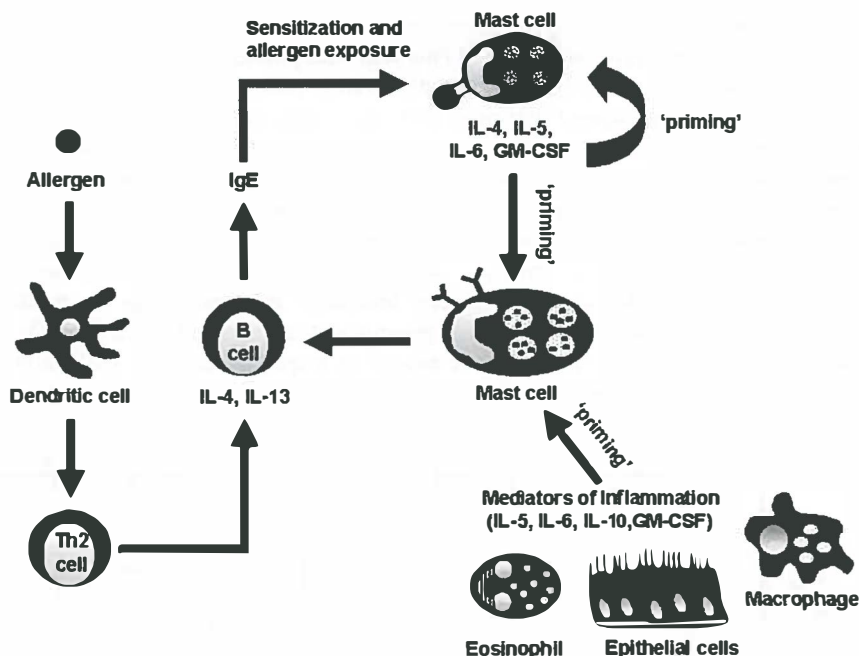 Sensitization and
allergen exposure
Mast cell
IL-4, IL-5,
IL-6, GM-CSF
'priming'
Allergen
IgE
'priming'
B
cell
Dendritic cell
IL-4, IL-13
Mast cell
'priming'
Th2
cell
Mediators of Inflammation
(IL-5, IL-6, IL-10,GM-CSF)
Macrophage
Eosinophil
Epithelial cells